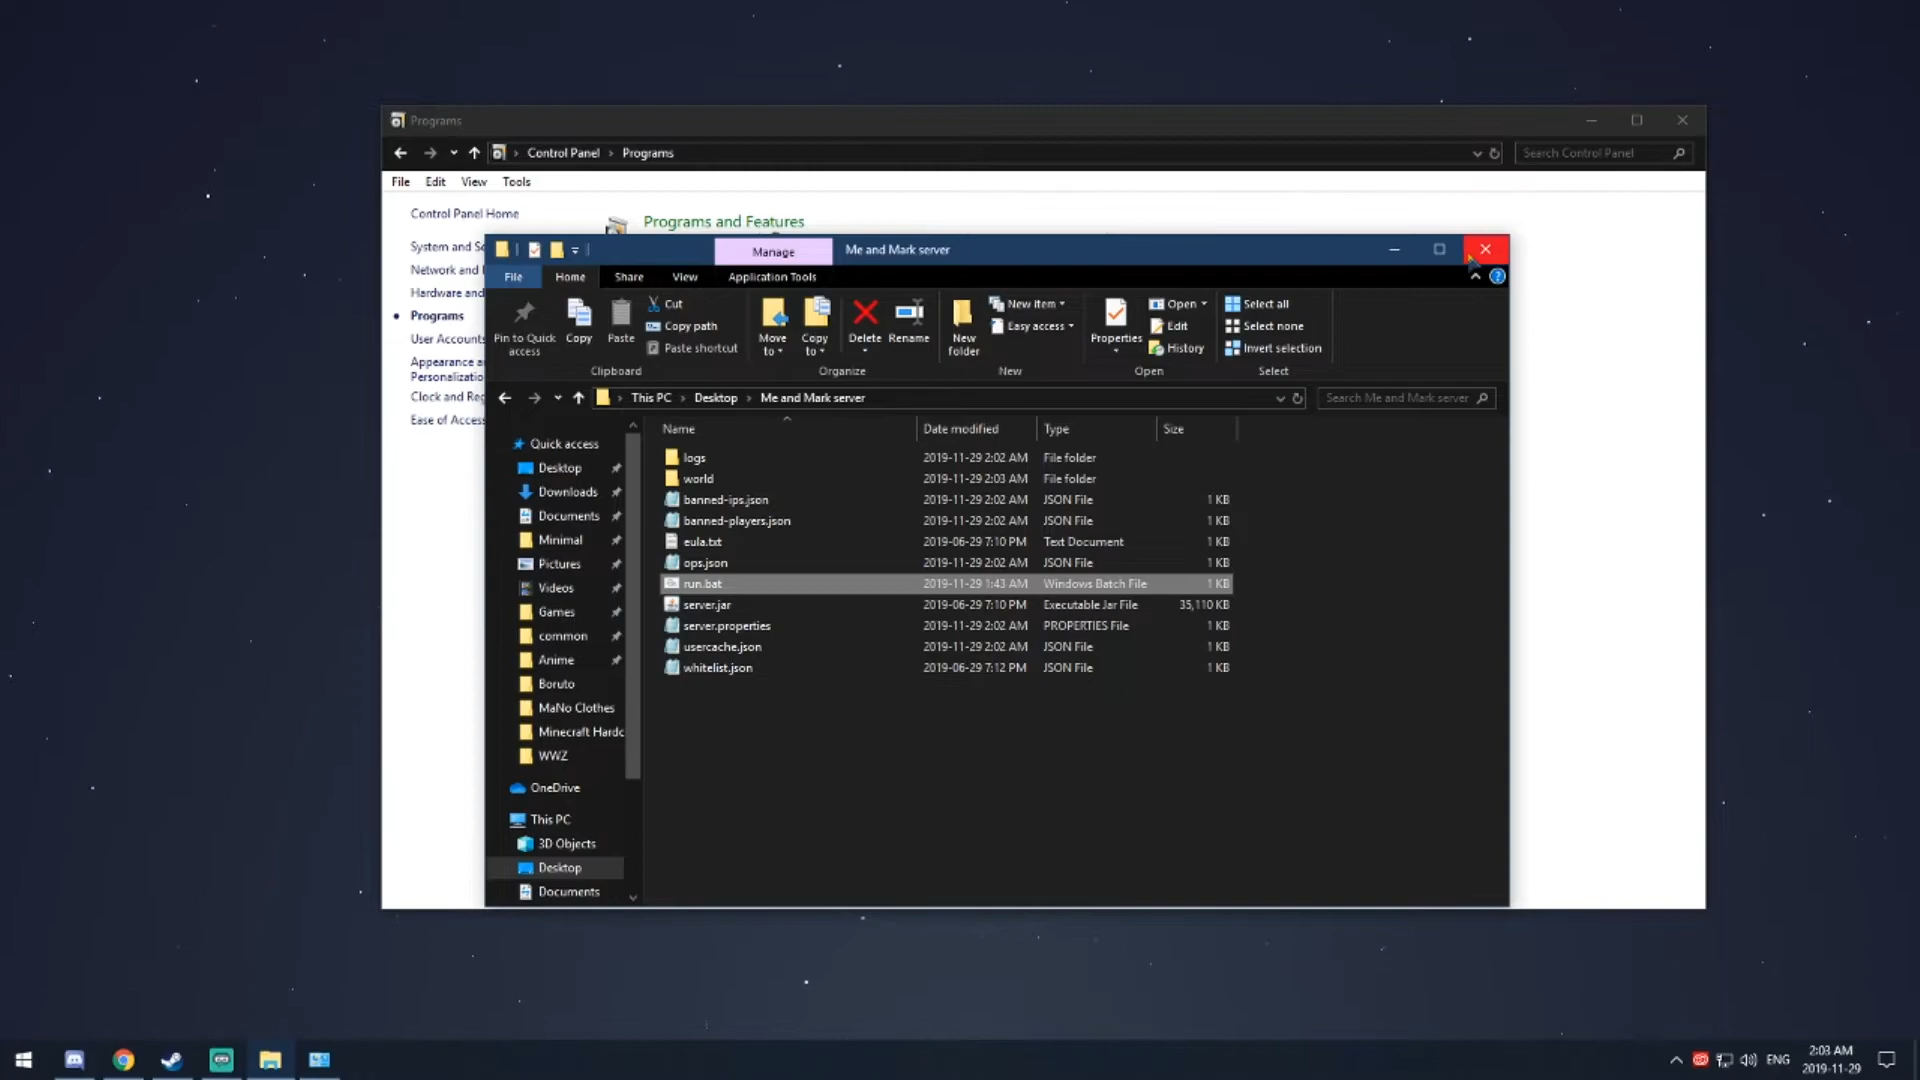 Programs
Control Panel > Programs
Search Control Panel
File Edit View Tools
Control Panel Home
System and Se
Network and I
Hardware and
Programs
User Accounts
Appearance a
Personalizatio
Clock and Reg
Ease of Access
Programs and Features
Manage Me and Mark server
File Home Share View Application Tools
Pin to Quick access
Copy
Paste
Cut
Copy path
Paste shortcut
Clipboard
Move to
Copy to
Delete
Rename
Organize
New folder
New item
Easy access
New
Properties
Open
Edit
History
Open
Select all
Select none
Invert selection
Select
This PC > Desktop > Me and Mark server
Search Me and Mark server
Quick access
Desktop
Downloads
Documents
Minimal
Pictures
Videos
Games
common
Anime
Boruto
MaNo Clothes
Minecraft Hardc
WWZ
OneDrive
This PC
3D Objects
Desktop
Documents
Name Date modified Type Size
logs 2019-11-29 2:02 AM File folder
world 2019-11-29 2:03 AM File folder
banned-ips.json 2019-11-29 2:02 AM JSON File 1 KB
banned-players.json 2019-11-29 2:02 AM JSON File 1 KB
eula.txt 2019-06-29 7:10 PM Text Document 1 KB
ops.json 2019-11-29 2:02 AM JSON File 1 KB
run.bat 2019-11-29 1:43 AM Windows Batch File 1 KB
server.jar 2019-06-29 7:10 PM Executable Jar File 35,110 KB
server.properties 2019-11-29 2:02 AM PROPERTIES File 1 KB
usercache.json 2019-11-29 2:02 AM JSON File 1 KB
whitelist.json 2019-06-29 7:12 PM JSON File 1 KB
ENG
2:03 AM
2019-11-29